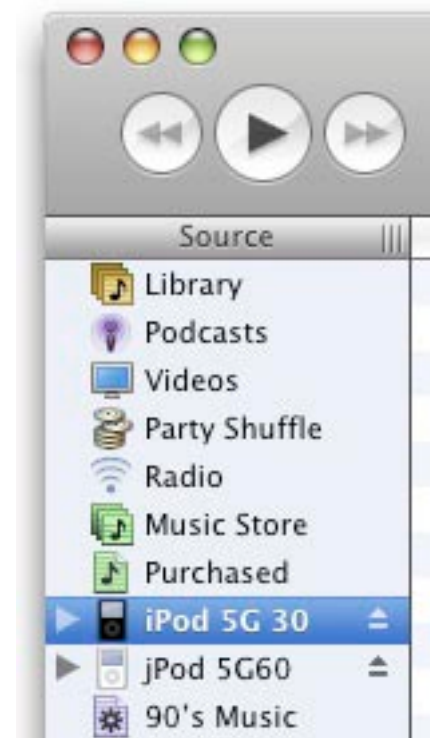 Source
Library
Podcasts
Videos
Party Shuffle
Radio
Music Store
Purchased
iPod 5G 30
jPod 5G60
90's Music